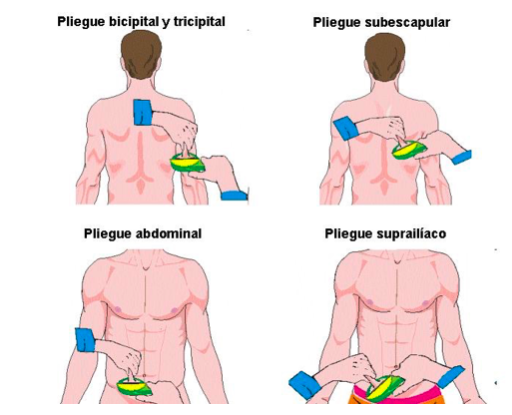 Pliegue bicipital y tricipital
Pliegue subescapular
Pliegue abdominal
Pliegue suprailíaco